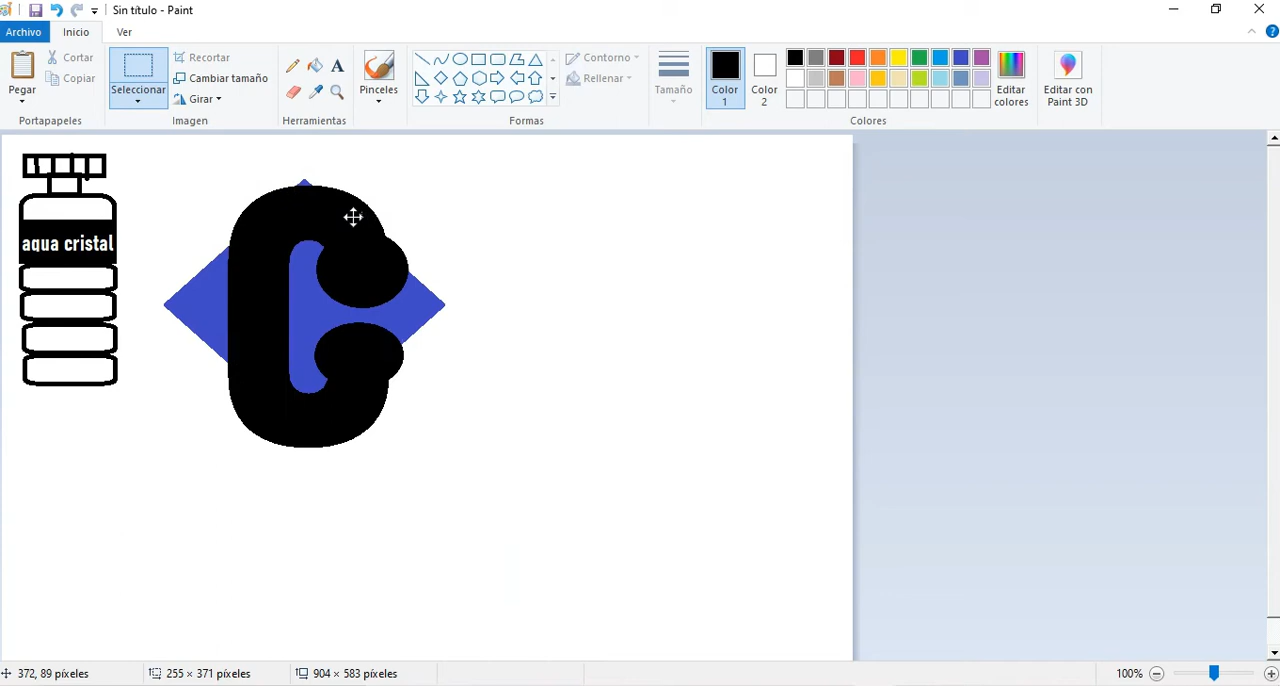 Sin título - Paint
Archivo
Inicio
Ver
Pegar
Cortar
Copiar
Portapapeles
Seleccionar
Recortar
Cambiar tamaño
Girar
Imagen
A
Herramientas
Pinceles
Contorno
Rellenar
Formas
Tamaño
Color
1
Color
2
Editar
colores
Colores
Editar con
Paint 3D
aqua cristal
C
372, 89 píxeles
255 × 371 píxeles
904 × 583 píxeles
100%